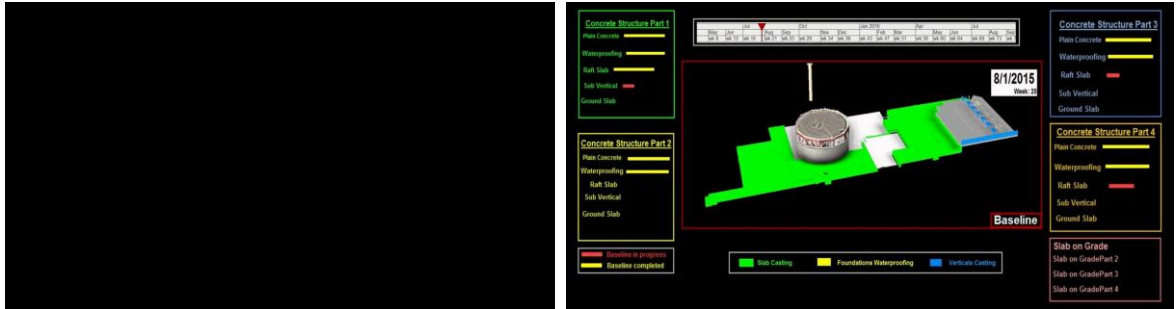 Concrete Structure Part 1
Plain Concrete
Waterproofing
Raft Slab
Sub Vertical
Ground Slab
Concrete Structure Part 2
Plain Concrete
Waterproofing
Raft Slab
Sub Vertical
Ground Slab
Baseline in progress
Baseline completed
Jul Oct Jan 2016 Apr Jul
8/1/2015
Week: 20
Baseline
Slab Casting Foundations Waterproofing Verticals Casting
Concrete Structure Part 3
Plain Concrete
Waterproofing
Raft Slab
Sub Vertical
Ground Slab
Concrete Structure Part 4
Plain Concrete
Waterproofing
Raft Slab
Sub Vertical
Ground Slab
Slab on Grade
Slab on GradePart 2
Slab on GradePart 3
Slab on GradePart 4